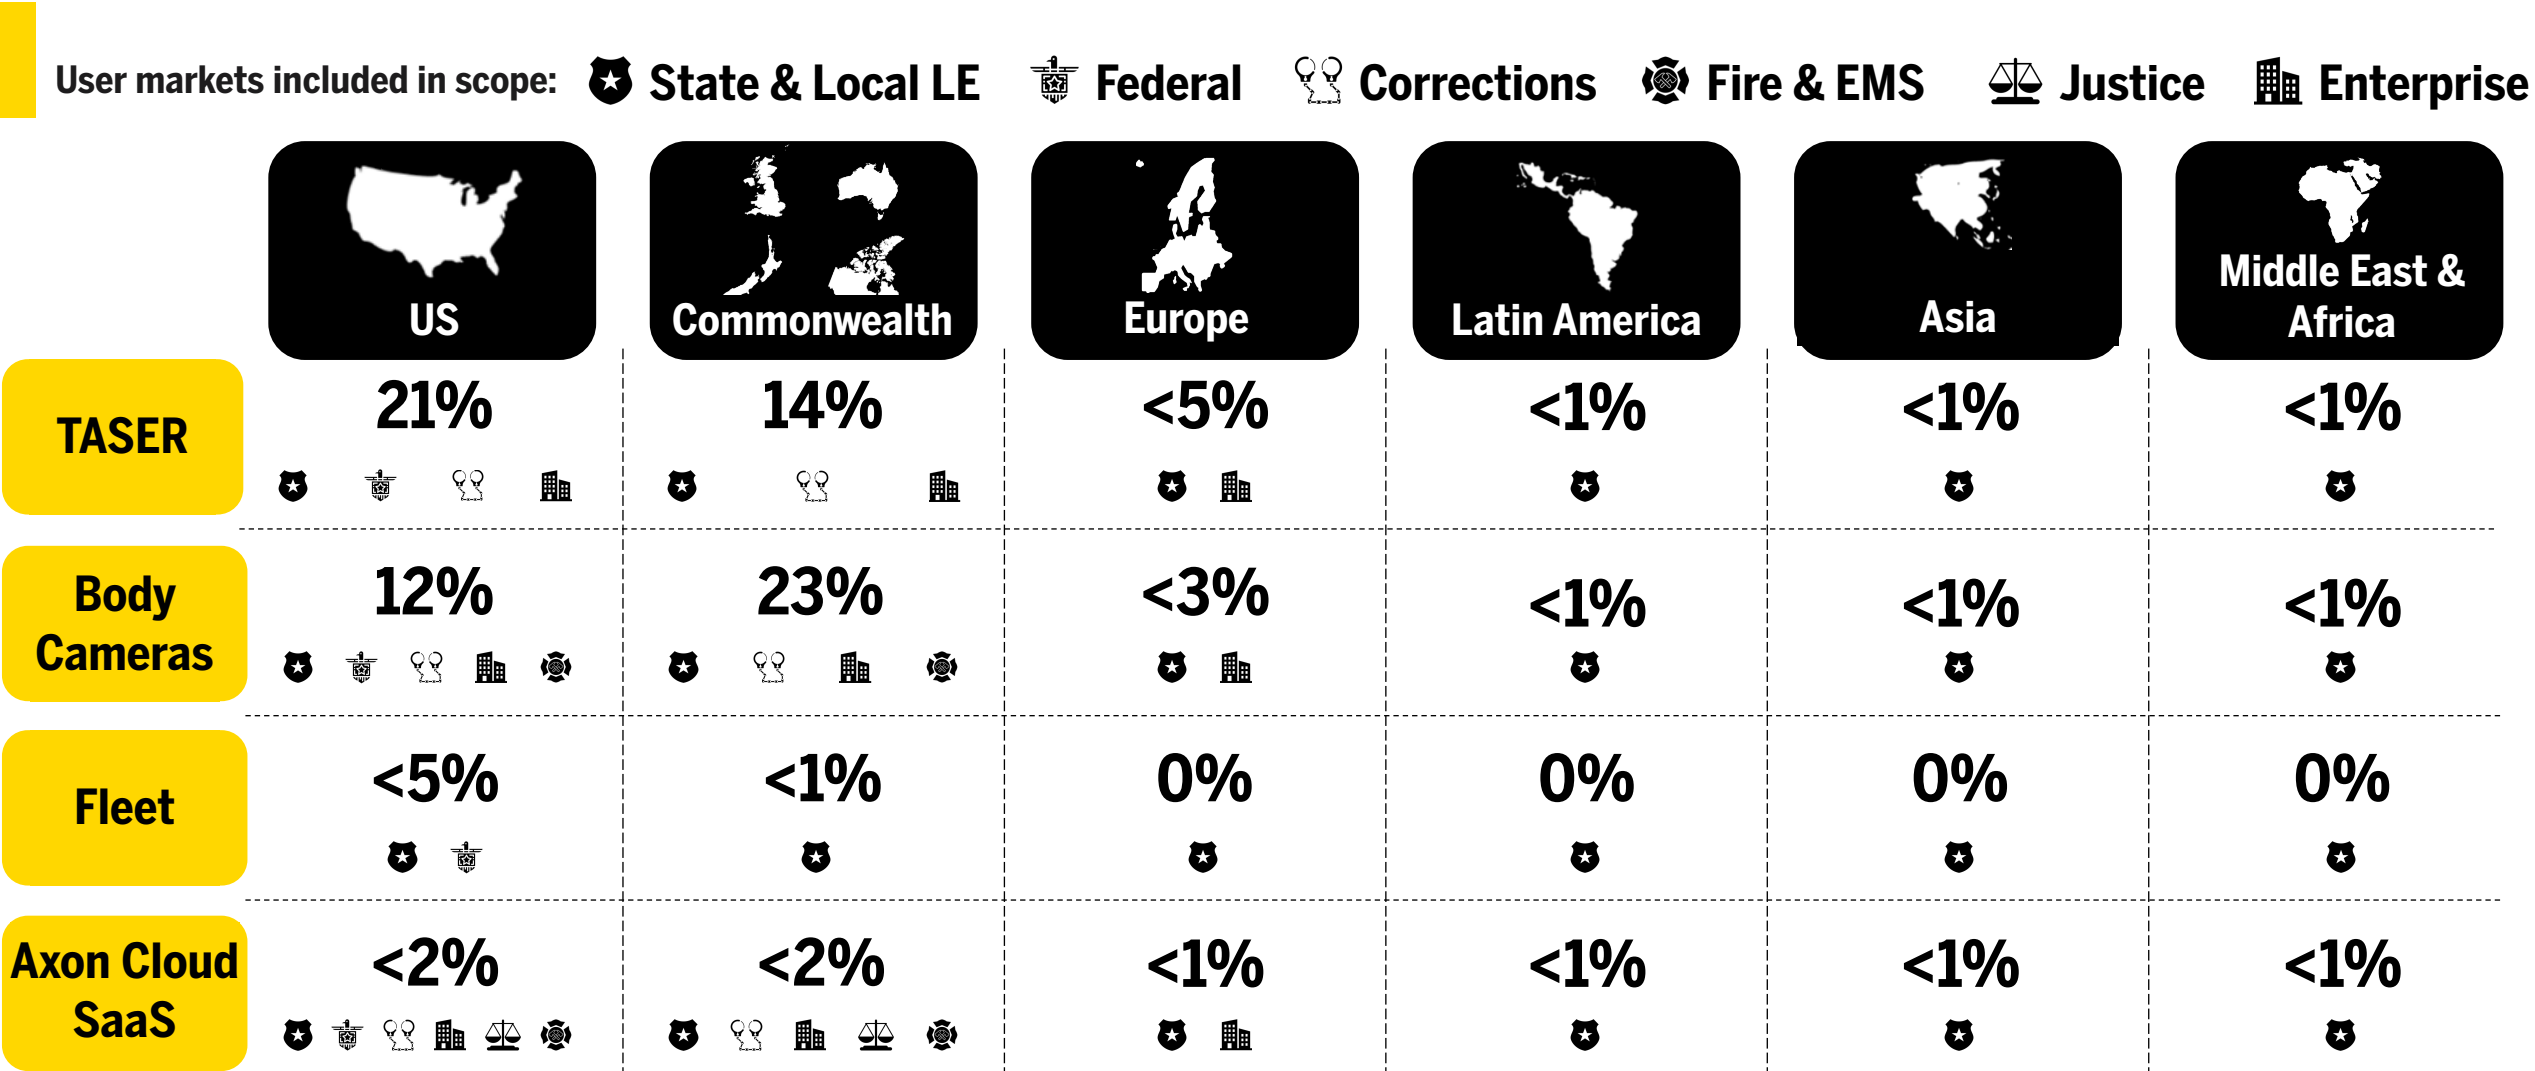 User markets included in scope: State & Local LE Federal Corrections Fire & EMS Justice Enterprise
US Commonwealth Europe Latin America Asia Middle East &
Africa
TASER 21% 14% <5% <1% <1% <1%
Body
Cameras 12% 23% <3% <1% <1% <1%
Fleet <5% <1% 0% 0% 0% 0%
Axon Cloud
SaaS <2% <2% <1% <1% <1% <1%